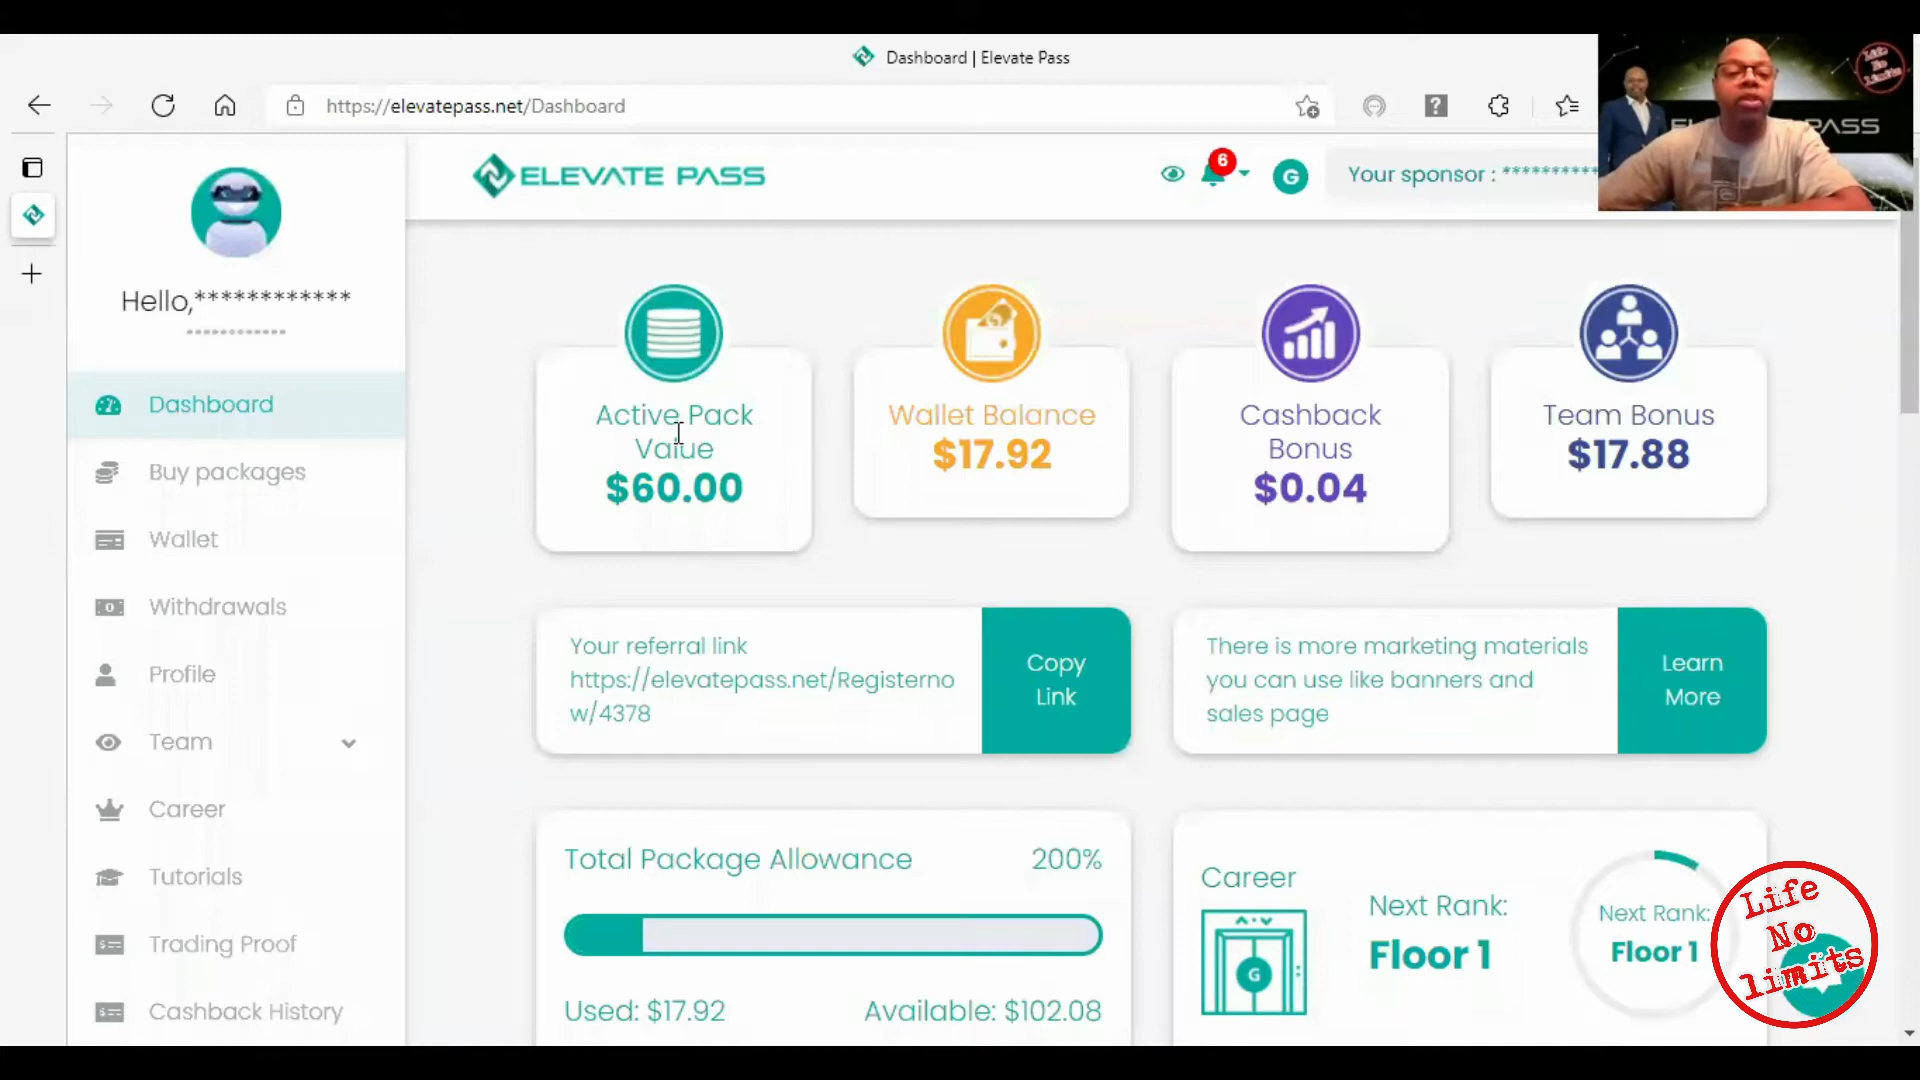 Dashboard | Elevate Pass
https://elevatepass.net/Dashboard
ELEVATE PASS
6
G
Your sponsor : **********
Hello,************
************
Dashboard
Buy packages
Wallet
Withdrawals
Profile
Team
Career
Tutorials
Trading Proof
Cashback History
Active Pack
Value
$60.00
Wallet Balance
$17.92
Cashback
Bonus
$0.04
Team Bonus
$17.88
Your referral link
https://elevatepass.net/Registerno
w/4378
Copy
Link
There is more marketing materials
you can use like banners and
sales page
Learn
More
Total Package Allowance 200%
Used: $17.92 Available: $102.08
Career
G
Next Rank:
Floor 1
Next Rank:
Floor 1
Life
No
limits
Life
No
Limits
PASS